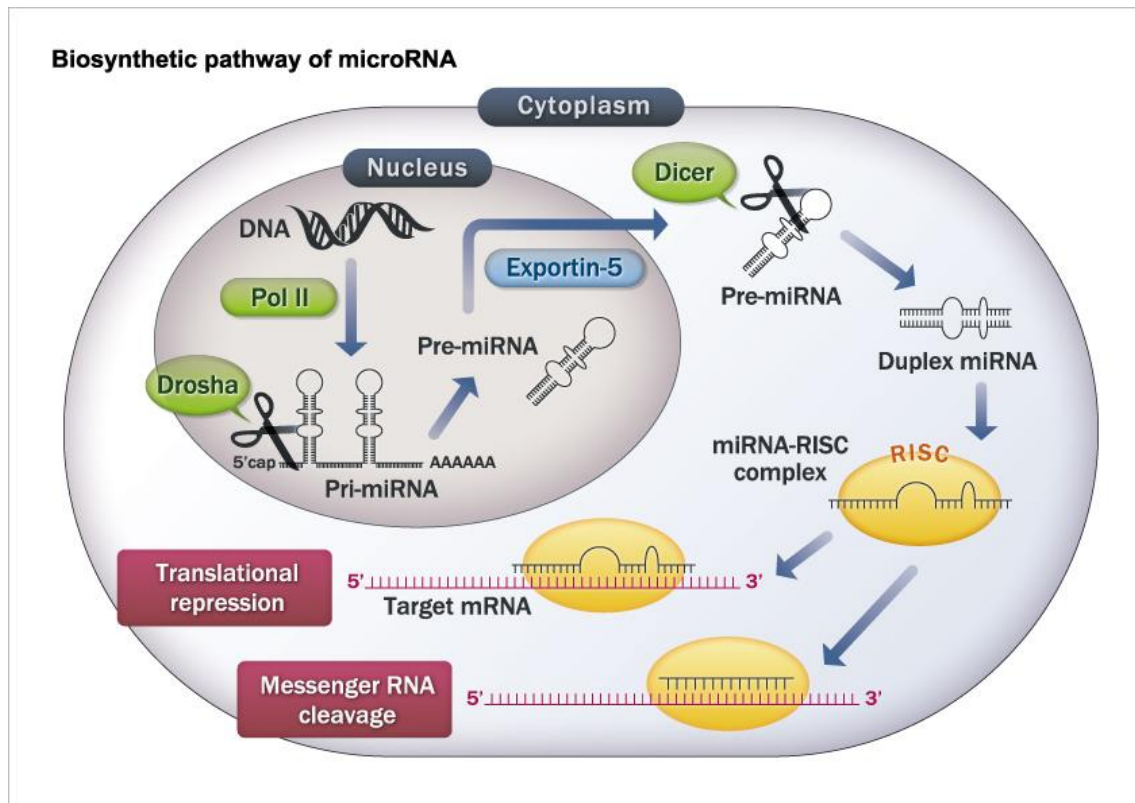 Biosynthetic pathway of microRNA
Cytoplasm
Nucleus
Dicer
DNA
Exportin-5
Pol II
Pre-miRNA
Pre-miRNA
Duplex miRNA
Drosha
5'cap
AAAAAA
Pri-miRNA
miRNA-RISC
complex
RISC
Translational
repression
5'
3'
Target mRNA
Messenger RNA
cleavage
5'
3'